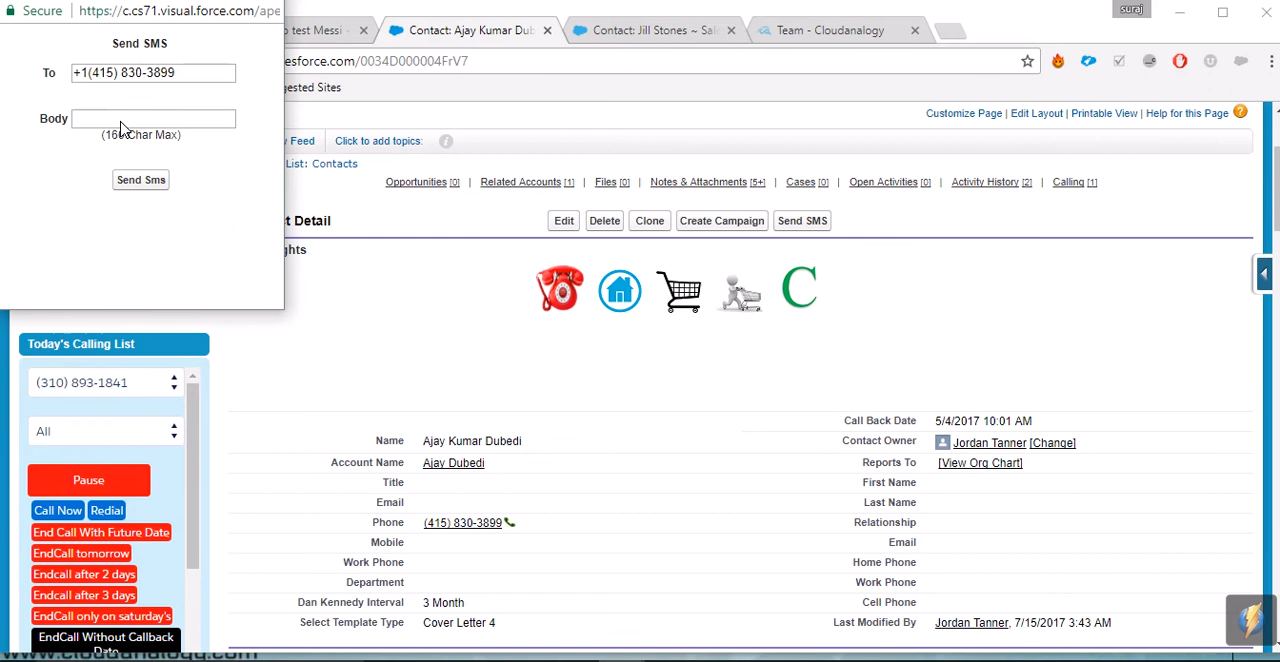 Secure https://c.cs71.visual.force.com/ape
suraj
Send SMS
To +1(415) 830-3899
Body
Char Max)
Send Sms
test Messi
Contact: Ajay Kumar Dub
Contact: Jill Stones ~ Sal
Team - Cloudanalogy
esforce.com/0034D000004FrV7
gested Sites
Customize Page | Edit Layout | Printable View | Help for this Page
Feed Click to add topics:
List: Contacts
Opportunities [0] | Related Accounts [1] | Files [0] | Notes & Attachments [5+] | Cases [0] | Open Activities [0] | Activity History [2] | Calling [1]
t Detail Edit Delete Clone Create Campaign Send SMS
ghts
C
Today's Calling List
(310) 893-1841
All
Pause
Call Now Redial
End Call With Future Date
EndCall tomorrow
Endcall after 2 days
Endcall after 3 days
EndCall only on saturday's
EndCall Without Callback
Date
Call Back Date 5/4/2017 10:01 AM
Name Ajay Kumar Dubedi Contact Owner Jordan Tanner [Change]
Account Name Ajay Dubedi Reports To [View Org Chart]
Title First Name
Email Last Name
Phone (415) 830-3899 Relationship
Mobile Email
Work Phone Home Phone
Department Work Phone
Dan Kennedy Interval 3 Month Cell Phone
Select Template Type Cover Letter 4 Last Modified By Jordan Tanner, 7/15/2017 3:43 AM
www.cloudanalogy.com